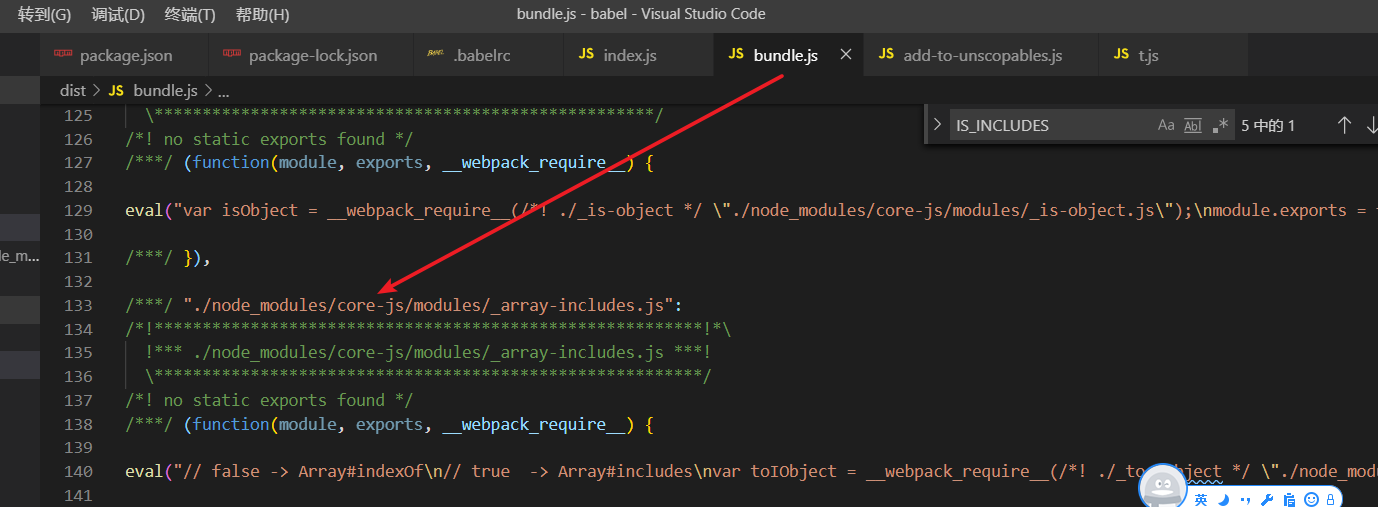 转到(G) 调试(D) 终端(T) 帮助(H) bundle.js - babel - Visual Studio Code
package.json package-lock.json .babelrc JS index.js JS bundle.js JS add-to-unscopables.js JS t.js
dist > JS bundle.js > ...
IS_INCLUDES Aa Abl .* 5 中的 1
125 \****************************************************/
126 /*! no static exports found */
127 /***/ (function(module, exports, __webpack_require__) {
128
129 eval("var isObject = __webpack_require__(/*! ./_is-object */ \"./node_modules/core-js/modules/_is-object.js\");\nmodule.exports =
130
131 /***/ }),
132
le_m...
133 /***/ "./node_modules/core-js/modules/_array-includes.js":
134 /*!*********************************************************!*\
135 !*** ./node_modules/core-js/modules/_array-includes.js ***!
136 \*********************************************************/
137 /*! no static exports found */
138 /***/ (function(module, exports, __webpack_require__) {
139
140 eval("// false -> Array#indexOf\n// true  -> Array#includes\nvar toIObject = __webpack_require__(/*! ./_to-iobject */ \"./node_mod
141
英